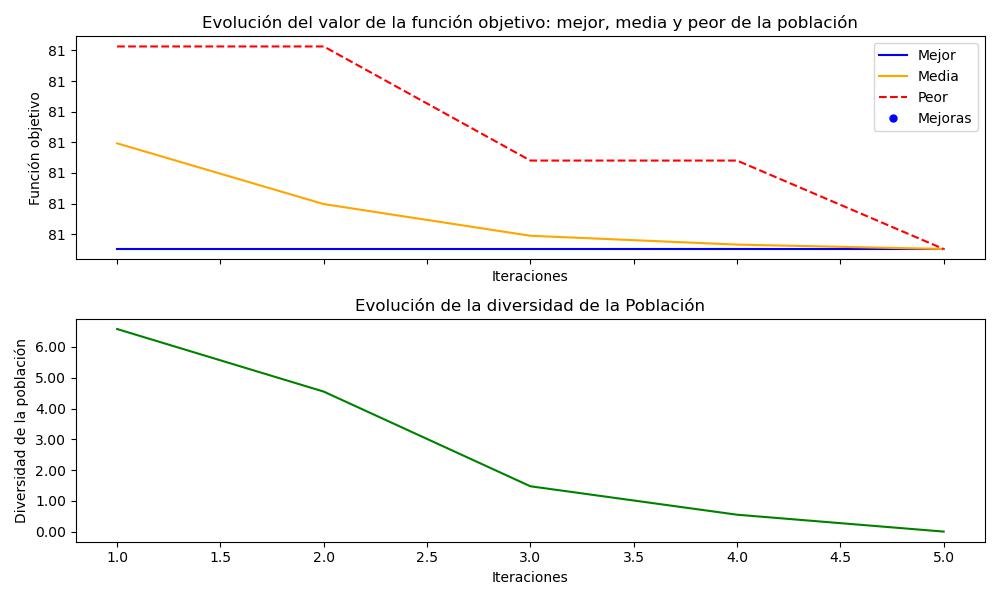 Evolución del valor de la función objetivo: mejor, media y peor de la población
Función objetivo
81
81
81
81
81
81
81
Mejor
Media
Peor
Mejoras
Iteraciones
Evolución de la diversidad de la Población
Diversidad de la población
6.00
5.00
4.00
3.00
2.00
1.00
0.00
1.0 1.5 2.0 2.5 3.0 3.5 4.0 4.5 5.0
Iteraciones